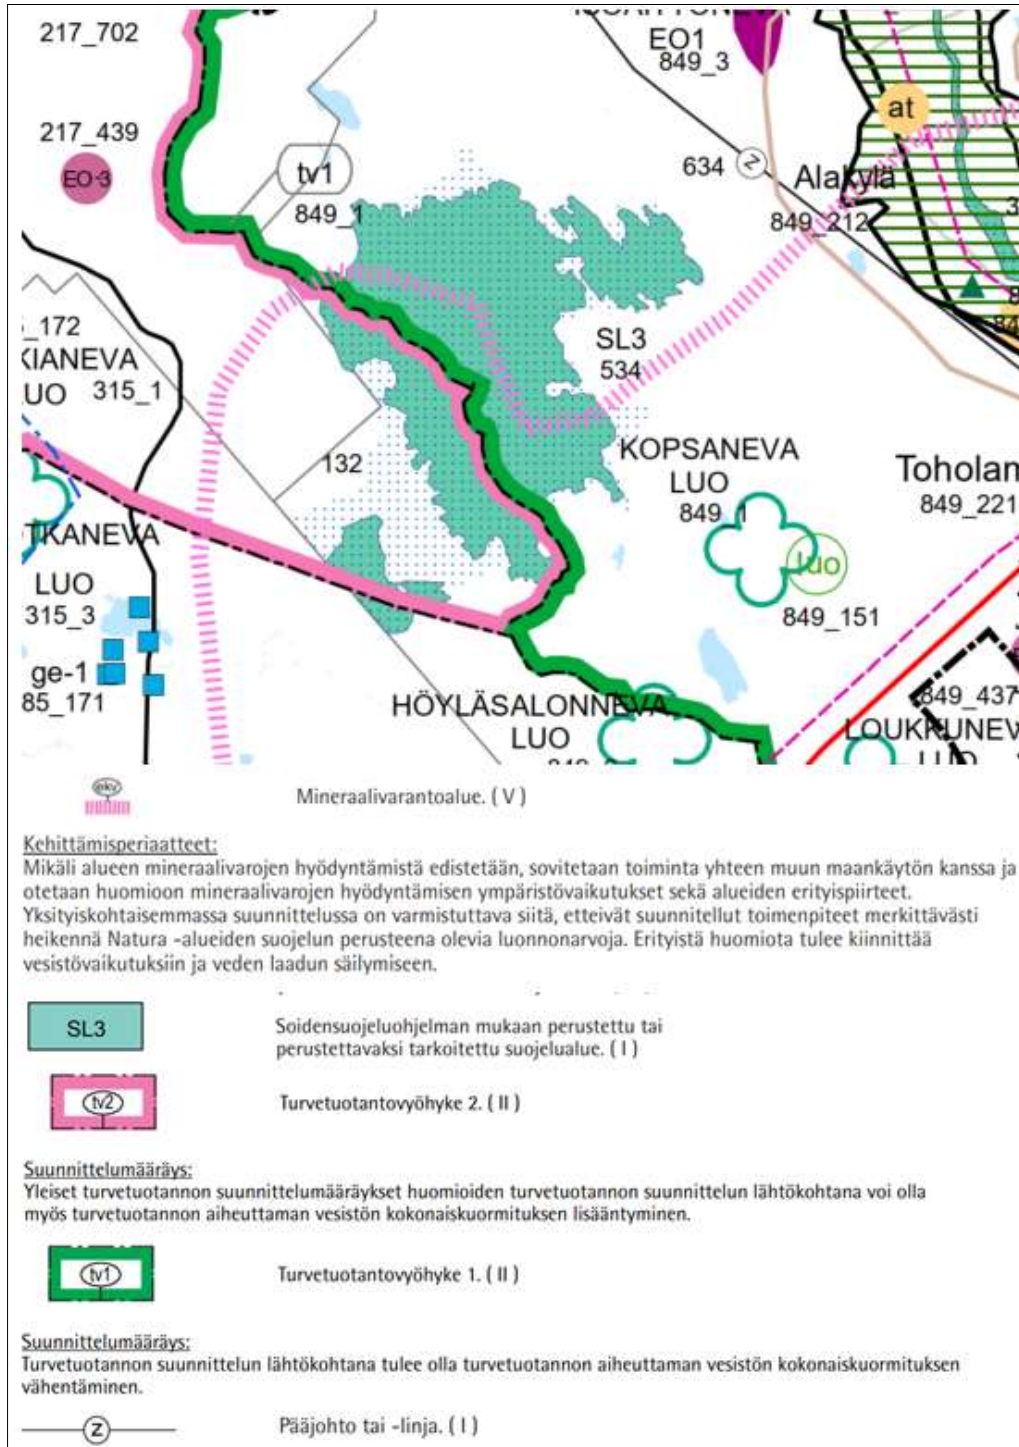 217_702
EO1
849_3
at
217_439
EO-3
tv1
634
Z
Alakylä
849_1
849_212
_172
KIANEVA
UO
315_1
SL3
534
132
KOPSANEVA
LUO
849_1
Toholam
849_221
TKANEVA
luo
LUO
315_3
849_151
ge-1
85_171
HÖYLÄSALONNEVA
LUO
849_437
LOUKKUNEV
ekv
Mineraalivarantoalue. ( V )
Kehittämisperiaatteet:
Mikäli alueen mineraalivarojen hyödyntämistä edistetään, sovitetaan toiminta yhteen muun maankäytön kanssa ja
otetaan huomioon mineraalivarojen hyödyntämisen ympäristövaikutukset sekä alueiden erityispiirteet.
Yksityiskohtaisemmassa suunnittelussa on varmistuttava siitä, etteivät suunnitellut toimenpiteet merkittävästi
heikennä Natura -alueiden suojelun perusteena olevia luonnonarvoja. Erityistä huomiota tulee kiinnittää
vesistövaikutuksiin ja veden laadun säilymiseen.
SL3
Soidensuojeluohjelman mukaan perustettu tai
perustettavaksi tarkoitettu suojelualue. ( I )
tv2
Turvetuotantovyöhyke 2. ( II )
Suunnittelumääräys:
Yleiset turvetuotannon suunnittelumääräykset huomioiden turvetuotannon suunnittelun lähtökohtana voi olla
myös turvetuotannon aiheuttaman vesistön kokonaiskuormituksen lisääntyminen.
tv1
Turvetuotantovyöhyke 1. ( II )
Suunnittelumääräys:
Turvetuotannon suunnittelun lähtökohtana tulee olla turvetuotannon aiheuttaman vesistön kokonaiskuormituksen
vähentäminen.
z
Pääjohto tai -linja. ( I )